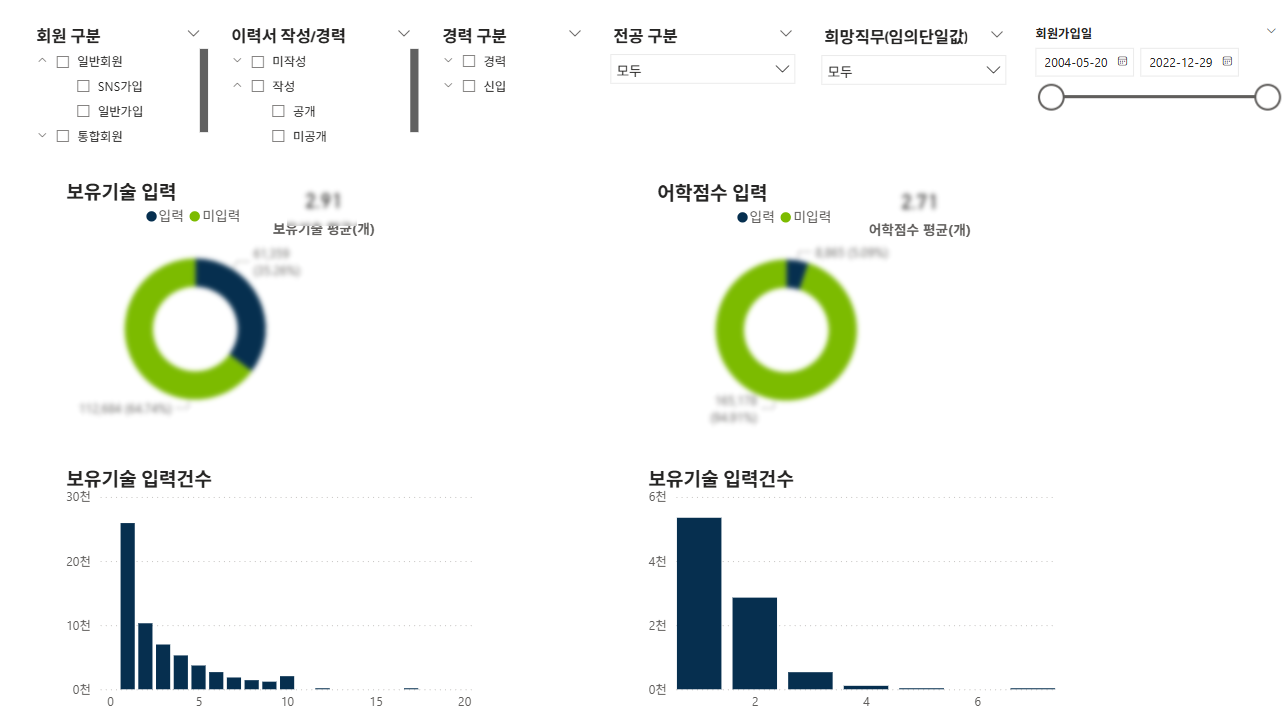 회원 구분
이력서 작성/경력
경력 구분
전공 구분
희망직무(임의단일값)
회원가입일
일반회원
SNS가입
일반가입
통합회원
미작성
작성
공개
미공개
경력
신입
모두
모두
2004-05-20
2022-12-29
보유기술 입력
입력 미입력
2.91
보유기술 평균(개)
어학점수 입력
입력 미입력
2.71
어학점수 평균(개)
보유기술 입력건수
30천
20천
10천
0천
0 5 10 15 20
보유기술 입력건수
6천
4천
2천
0천
2 4 6